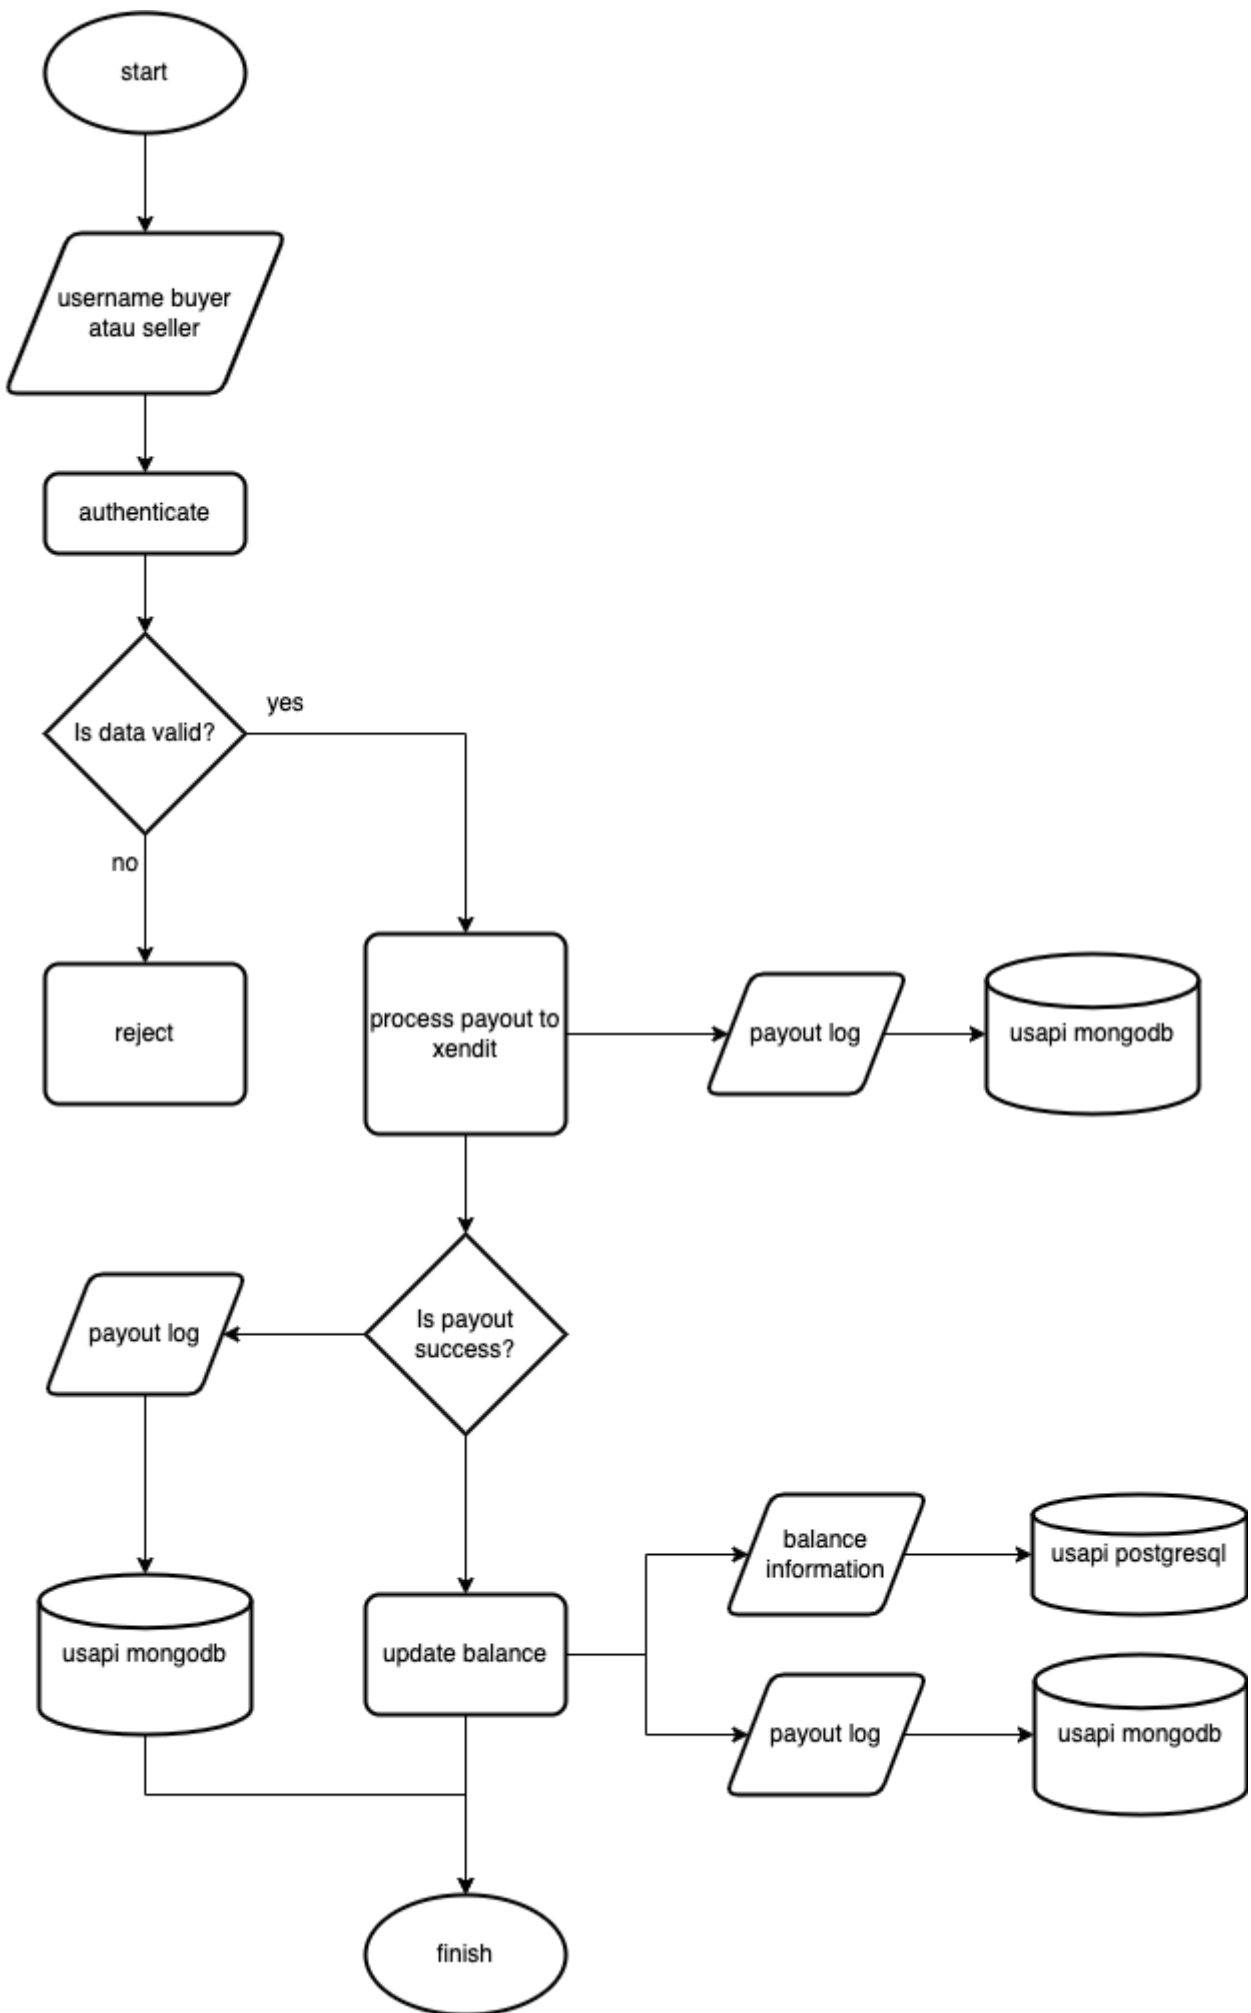 start
username buyer
atau seller
authenticate
yes
Is data valid?
no
reject
process payout to
xendit
payout log
usapi mongodb
Is payout
success?
payout log
balance
information
usapi postgresql
usapi mongodb
update balance
payout log
usapi mongodb
finish